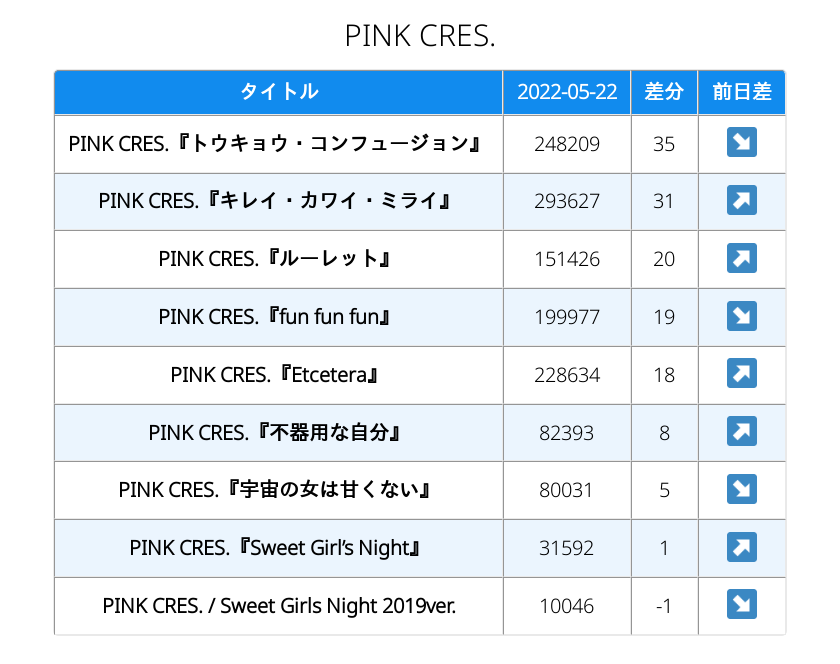 PINK CRES.
タイトル 2022-05-22 差分 前日差
PINK CRES.『トウキョウ・コンフュージョン』 248209 35 ↘
PINK CRES.『キレイ・カワイ・ミライ』 293627 31 ↗
PINK CRES.『ルーレット』 151426 20 ↗
PINK CRES.『fun fun fun』 199977 19 ↘
PINK CRES.『Etcetera』 228634 18 ↗
PINK CRES.『不器用な自分』 82393 8 ↗
PINK CRES.『宇宙の女は甘くない』 80031 5 ↘
PINK CRES.『Sweet Girl’s Night』 31592 1 ↗
PINK CRES. / Sweet Girls Night 2019ver. 10046 -1 ↘